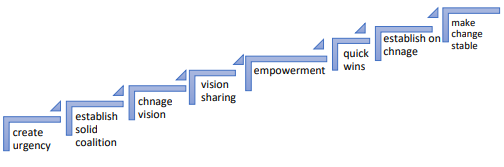 create
urgency
establish
solid
coalition
chnage
vision
vision
sharing
empowerment
quick
wins
establish on
chnage
make
change
stable